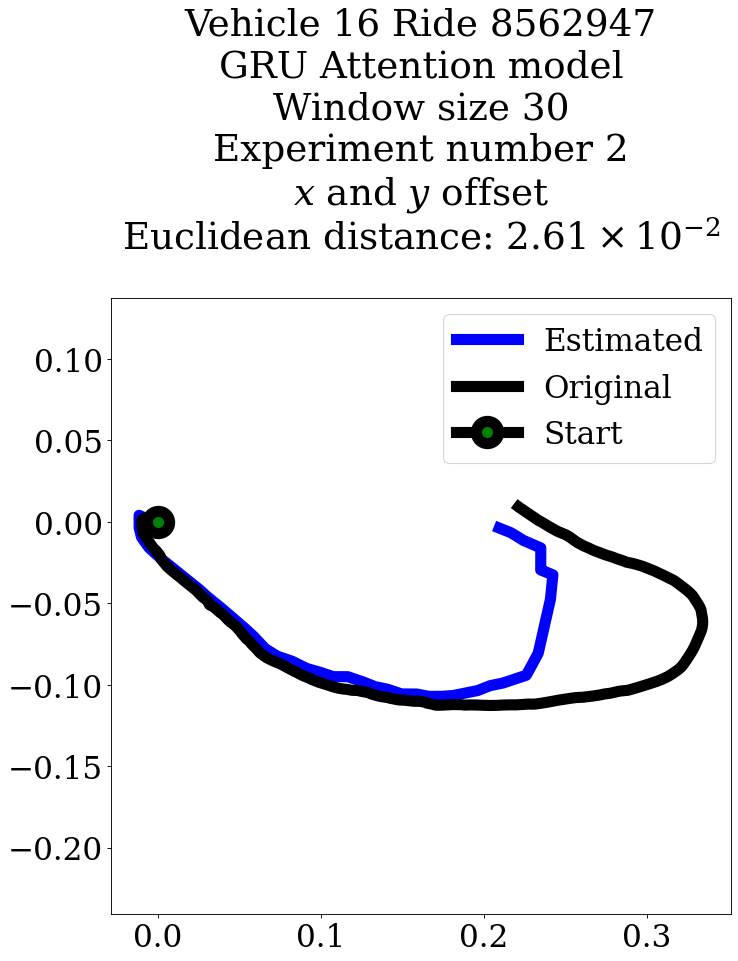 Vehicle 16 Ride 8562947
GRU Attention model
Window size 30
Experiment number 2
x and y offset
Euclidean distance: 2.61 × 10⁻²
Estimated
Original
Start
0.10
0.05
0.00
−0.05
−0.10
−0.15
−0.20
0.0 0.1 0.2 0.3